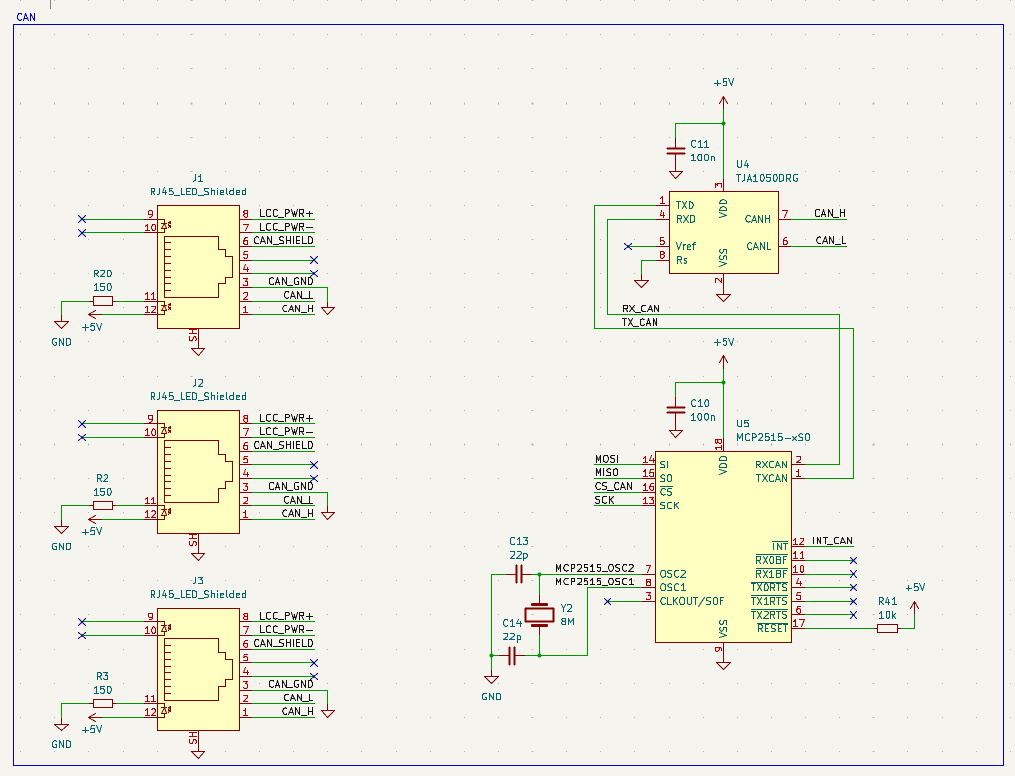 CAN
+5V
C11
100n
U4
TJA1050DRG
3
VDD
1 TXD
4 RXD
CANH 7 CAN_H
5 Vref
CANL 6 CAN_L
8 Rs
VSS
2
RX_CAN
TX_CAN
J1
RJ45_LED_Shielded
9
10
8 LCC_PWR+
7 LCC_PWR-
6 CAN_SHIELD
5
4
3 CAN_GND
2 CAN_L
1 CAN_H
R20
150
11
12
+5V
GND
SH
J2
RJ45_LED_Shielded
9
10
8 LCC_PWR+
7 LCC_PWR-
6 CAN_SHIELD
5
4
3 CAN_GND
2 CAN_L
1 CAN_H
R2
150
11
12
+5V
GND
SH
J3
RJ45_LED_Shielded
9
10
8 LCC_PWR+
7 LCC_PWR-
6 CAN_SHIELD
5
4
3 CAN_GND
2 CAN_L
1 CAN_H
R3
150
11
12
+5V
GND
SH
+5V
C10
100n
U5
MCP2515-xSO
18
VDD
MOSI 14 SI
MISO 15 SO
CS_CAN 16 CS
SCK 13 SCK
RXCAN 2
TXCAN 1
INT 12 INT_CAN
RX0BF 11
RX1BF 10
TX0RTS 4
TX1RTS 5
TX2RTS 6
RESET 17
R41
10k
+5V
C13
22p
MCP2515_OSC2 7 OSC2
MCP2515_OSC1 8 OSC1
3 CLKOUT/SOF
Y2
8M
C14
22p
GND
VSS
9